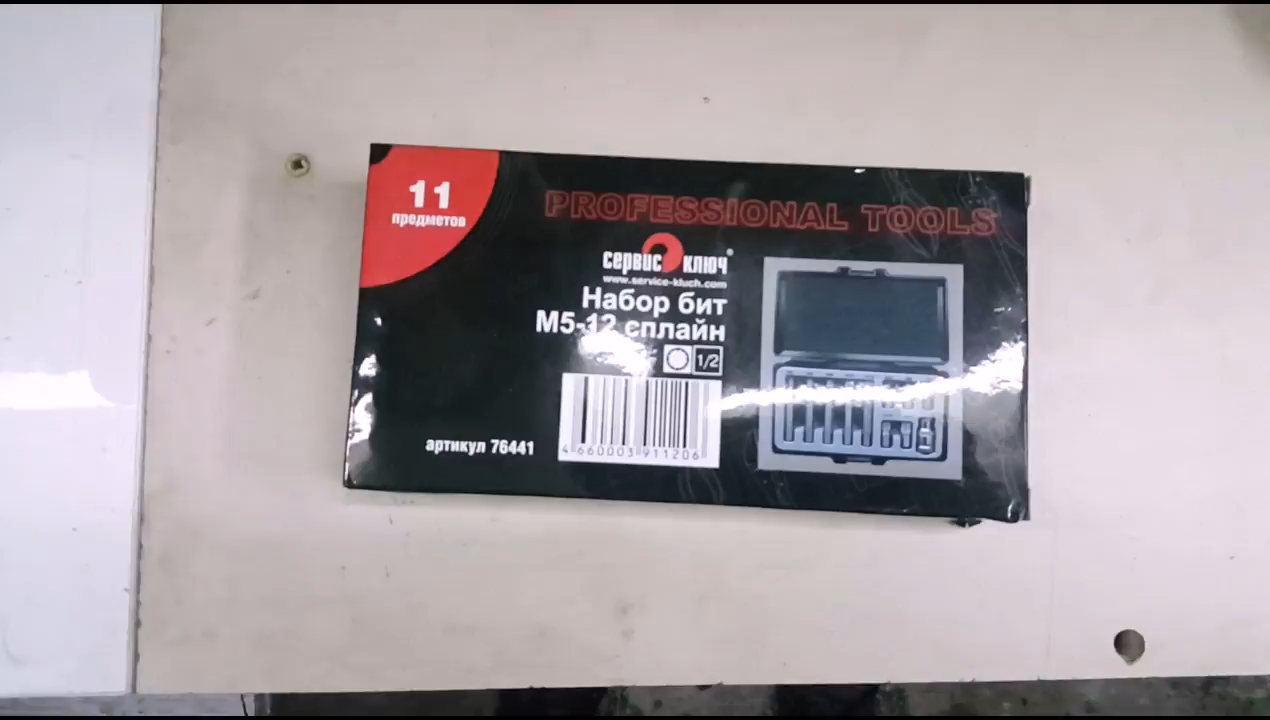 11
предметов
PROFESSIONAL TOOLS
сервис ключ®
www.service-kluch.com
Набор бит
М5-12 сплайн
1/2
артикул 76441
4 660003 911206